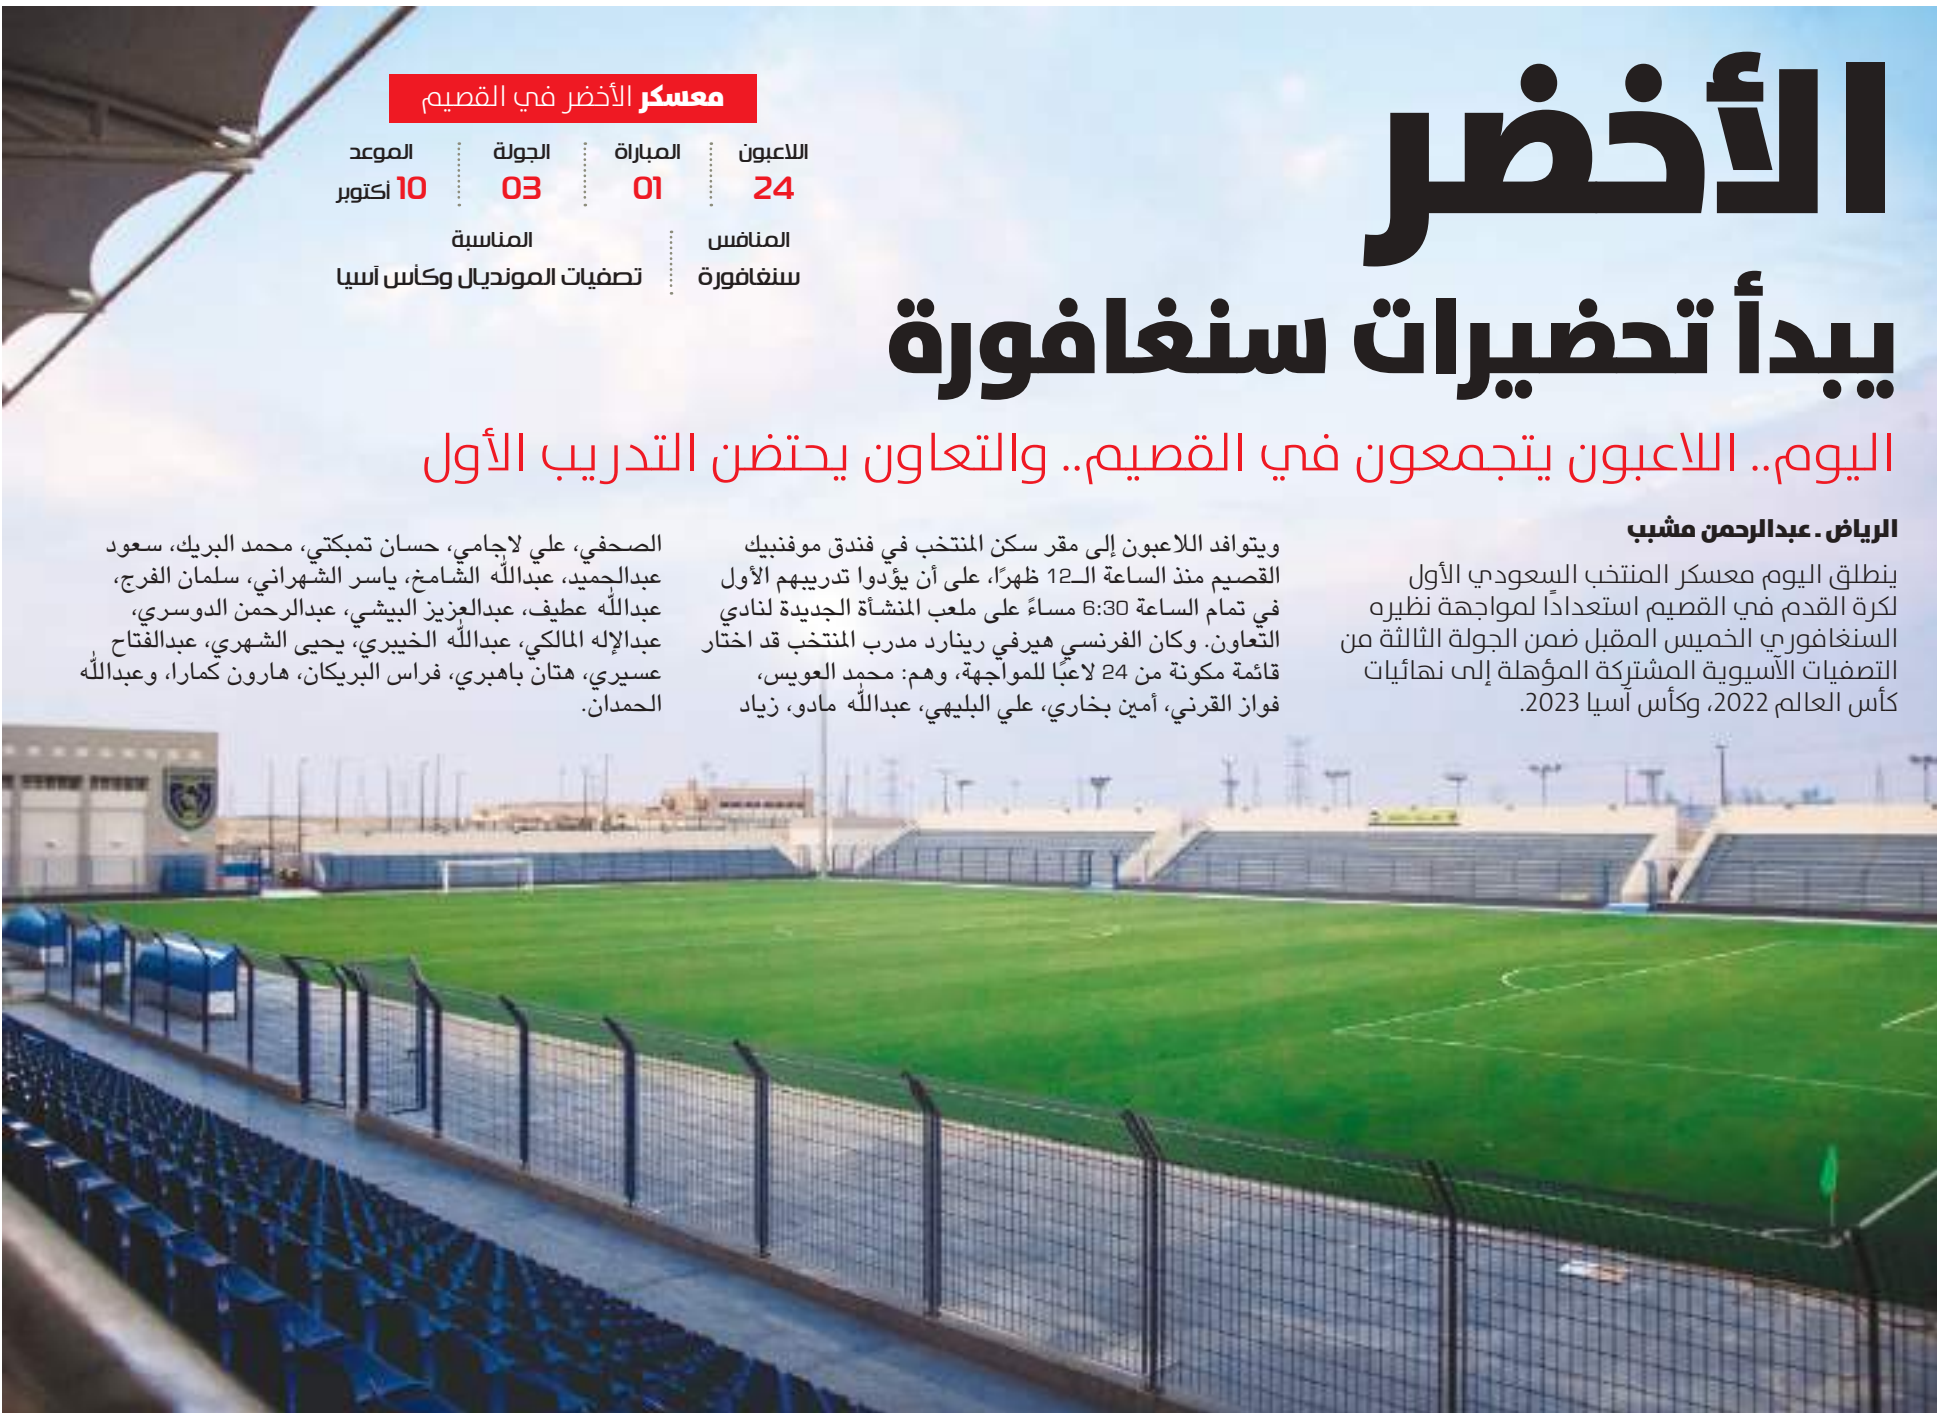 الأخضر
يبدأ تحضيرات سنغافورة
اليوم.. اللاعبون يتجمعون في القصيم.. والتعاون يحتضن التدريب الأول
معسكر الأخضر في القصيم
اللاعبون
24
المباراة
01
الجولة
03
الموعد
10 أكتوبر
المنافس
سنغافورة
المناسبة
تصفيات المونديال وكأس آسيا
الرياض ـ عبدالرحمن مشبب
ينطلق اليوم معسكر المنتخب السعودي الأول
لكرة القدم في القصيم استعدادًا لمواجهة نظيره
السنغافوري الخميس المقبل ضمن الجولة الثالثة من
التصفيات الآسيوية المشتركة المؤهلة إلى نهائيات
كأس العالم 2022، وكأس آسيا 2023.
ويتوافد اللاعبون إلى مقر سكن المنتخب في فندق موفنبيك
القصيم منذ الساعة الـ12 ظهرًا، على أن يؤدوا تدريبهم الأول
في تمام الساعة 6:30 مساءً على ملعب المنشأة الجديدة لنادي
التعاون. وكان الفرنسي هيرفي رينارد مدرب المنتخب قد اختار
قائمة مكونة من 24 لاعبًا للمواجهة، وهم: محمد العويس،
فواز القرني، أمين بخاري، علي البليهي، عبدالله مادو، زياد
الصحفي، علي لاجامي، حسان تمبكتي، محمد البريك، سعود
عبدالحميد، عبدالله الشامخ، ياسر الشهراني، سلمان الفرج،
عبدالله عطيف، عبدالعزيز البيشي، عبدالرحمن الدوسري،
عبدالإله المالكي، عبدالله الخيبري، يحيى الشهري، عبدالفتاح
عسيري، هتان باهبري، فراس البريكان، هارون كمارا، وعبدالله
الحمدان.